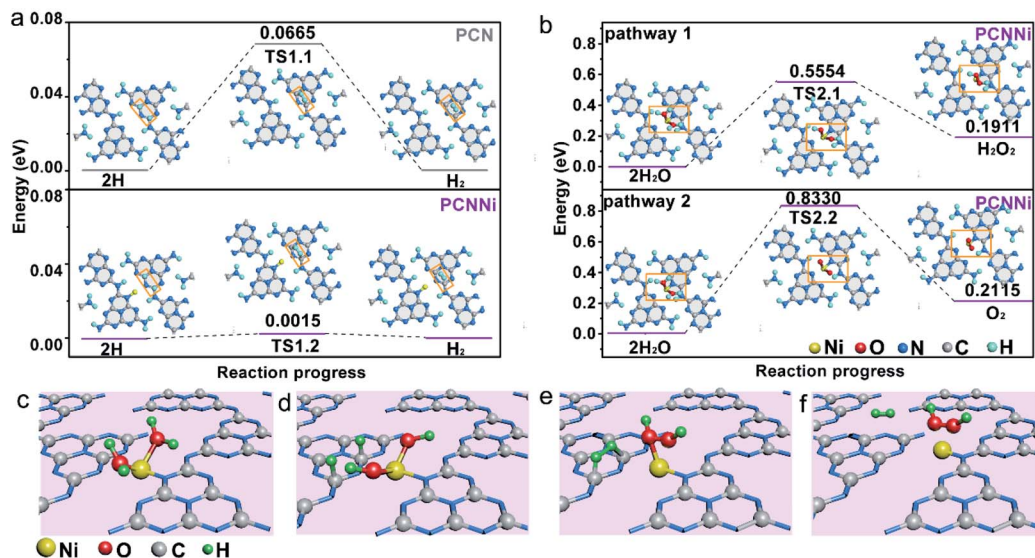 a
0.08
0.04
0.00
0.0665
TS1.1
PCN
2H
H₂
0.08
0.04
0.00
PCNNi
0.0015
TS1.2
2H
H₂
Energy (eV)
Reaction progress
b
pathway 1
PCNNi
0.8
0.6
0.4
0.2
0.0
0.5554
TS2.1
0.1911
H₂O₂
2H₂O
pathway 2
PCNNi
0.8
0.6
0.4
0.2
0.0
0.8330
TS2.2
0.2115
O₂
2H₂O
Ni O N C H
Energy (eV)
Reaction progress
c
d
e
f
Ni O C H